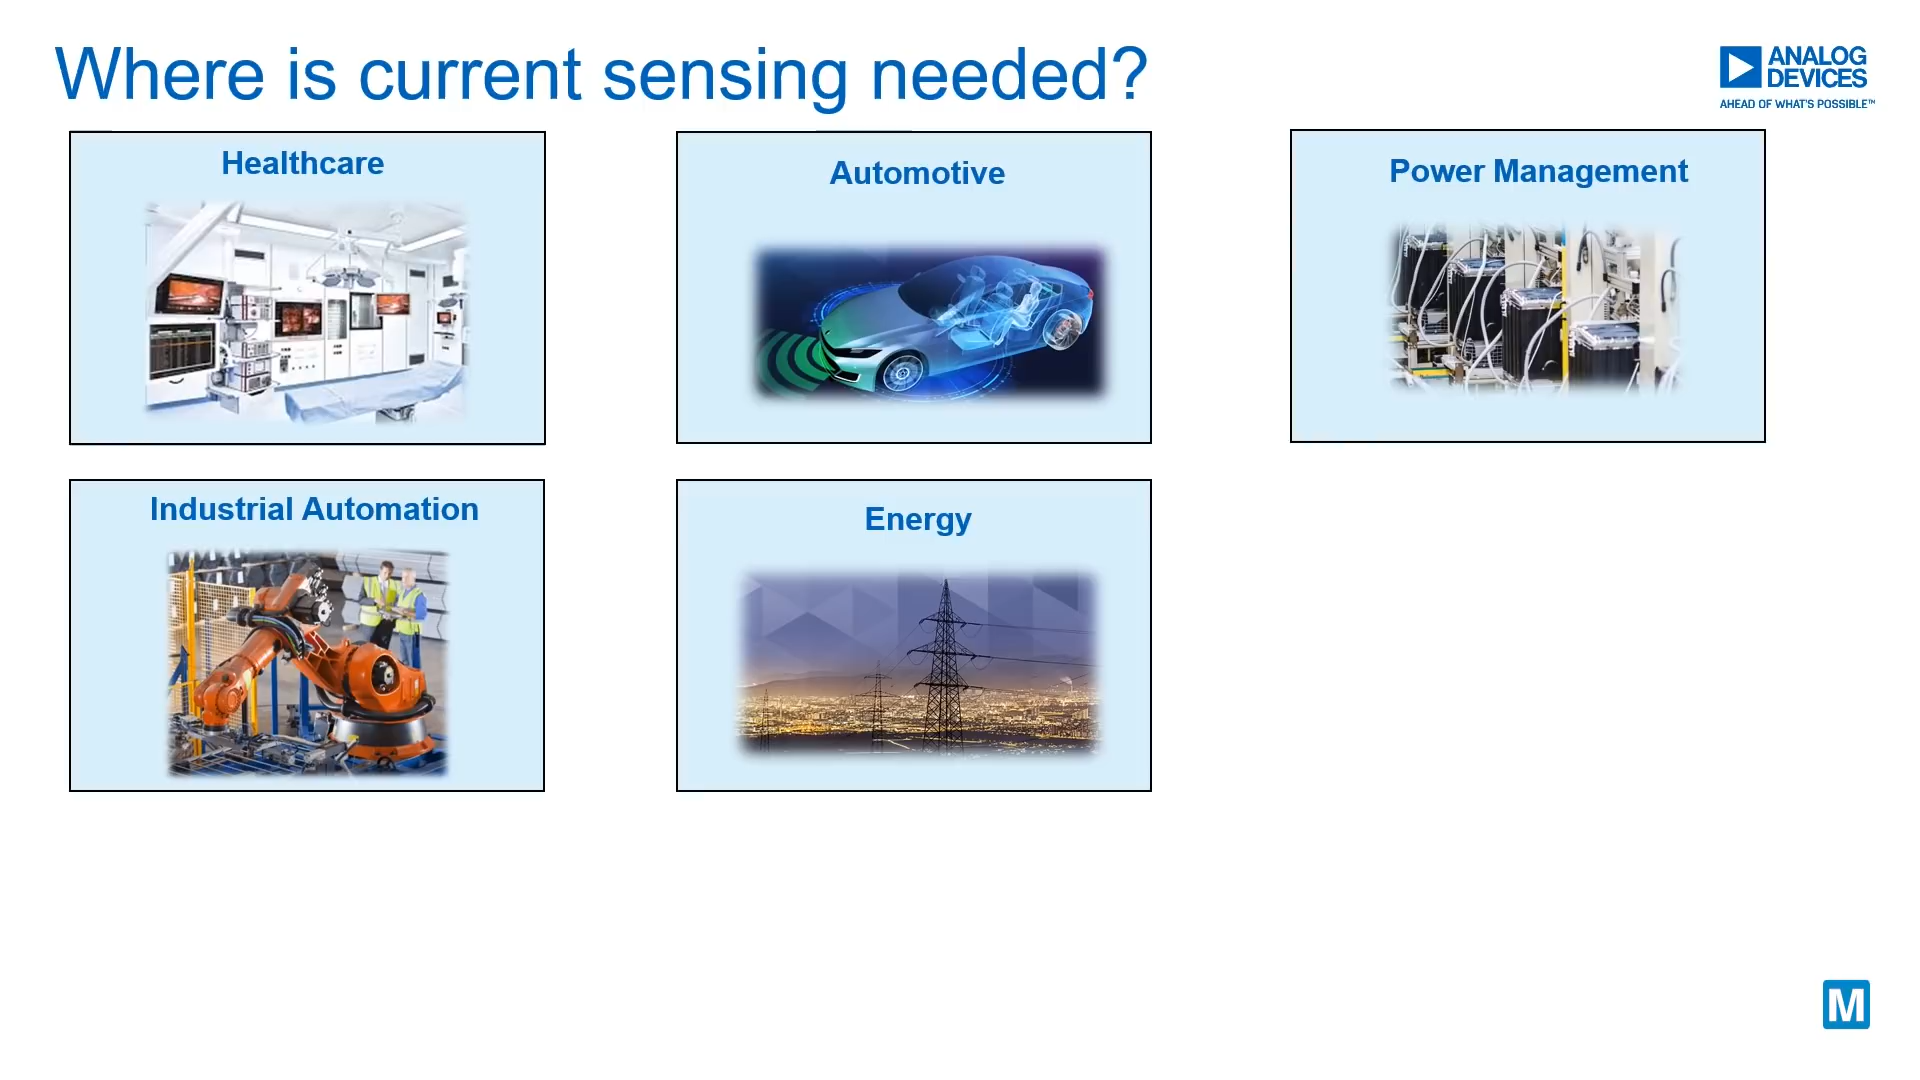 Where is current sensing needed?
ANALOG
DEVICES
AHEAD OF WHAT'S POSSIBLE™
Healthcare
Automotive
Power Management
Industrial Automation
Energy
M